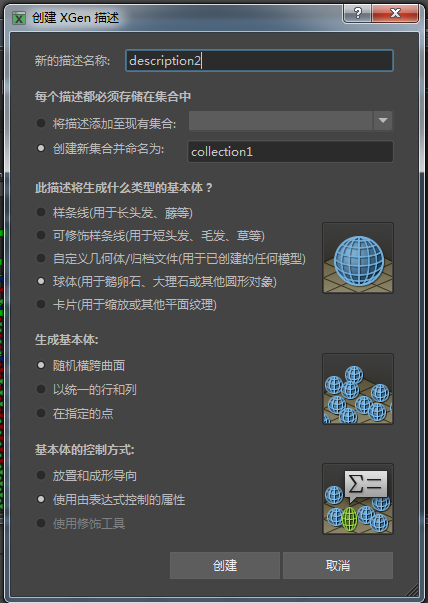 创建 XGen 描述
新的描述名称:
description2
每个描述都必须存储在集合中
将描述添加至现有集合:
创建新集合并命名为:
collection1
此描述将生成什么类型的基本体？
样条线(用于长头发、藤等)
可修饰样条线(用于短头发、毛发、草等)
自定义几何体/归档文件(用于已创建的任何模型)
球体(用于鹅卵石、大理石或其他圆形对象)
卡片(用于缩放或其他平面纹理)
生成基本体:
随机横跨曲面
以统一的行和列
在指定的点
基本体的控制方式:
放置和成形导向
使用由表达式控制的属性
Σ=
使用修饰工具
创建
取消